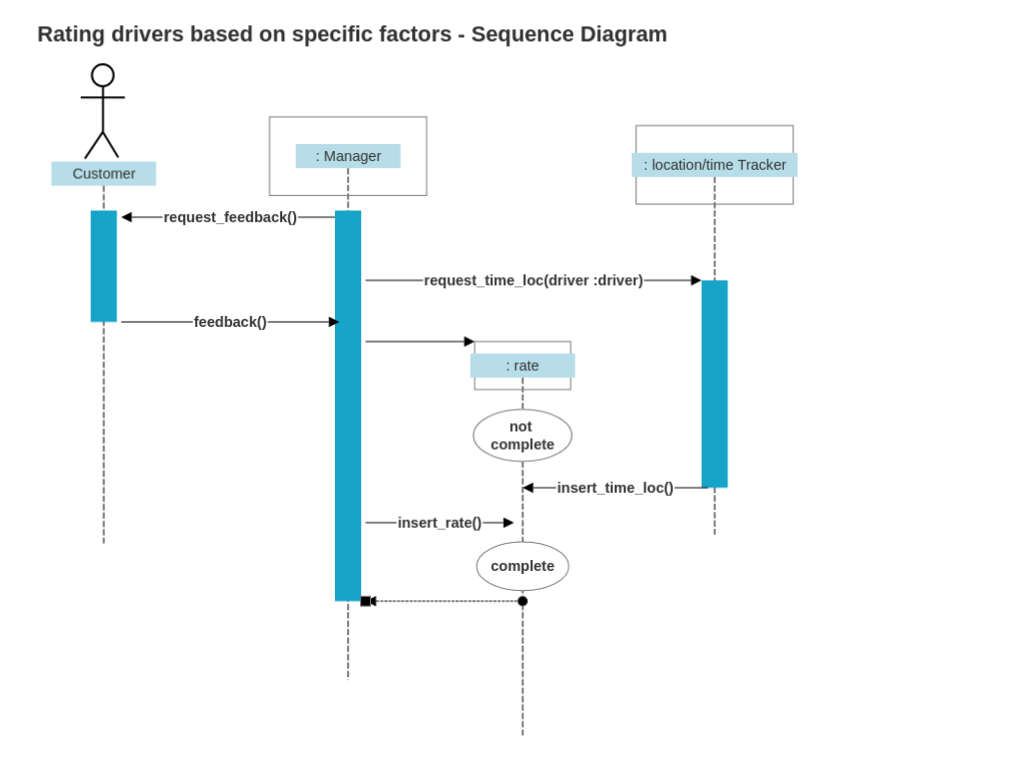 Rating drivers based on specific factors - Sequence Diagram
: Manager
: location/time Tracker
Customer
request_feedback()
request_time_loc(driver :driver)
feedback()
: rate
not
complete
insert_time_loc()
insert_rate()
complete